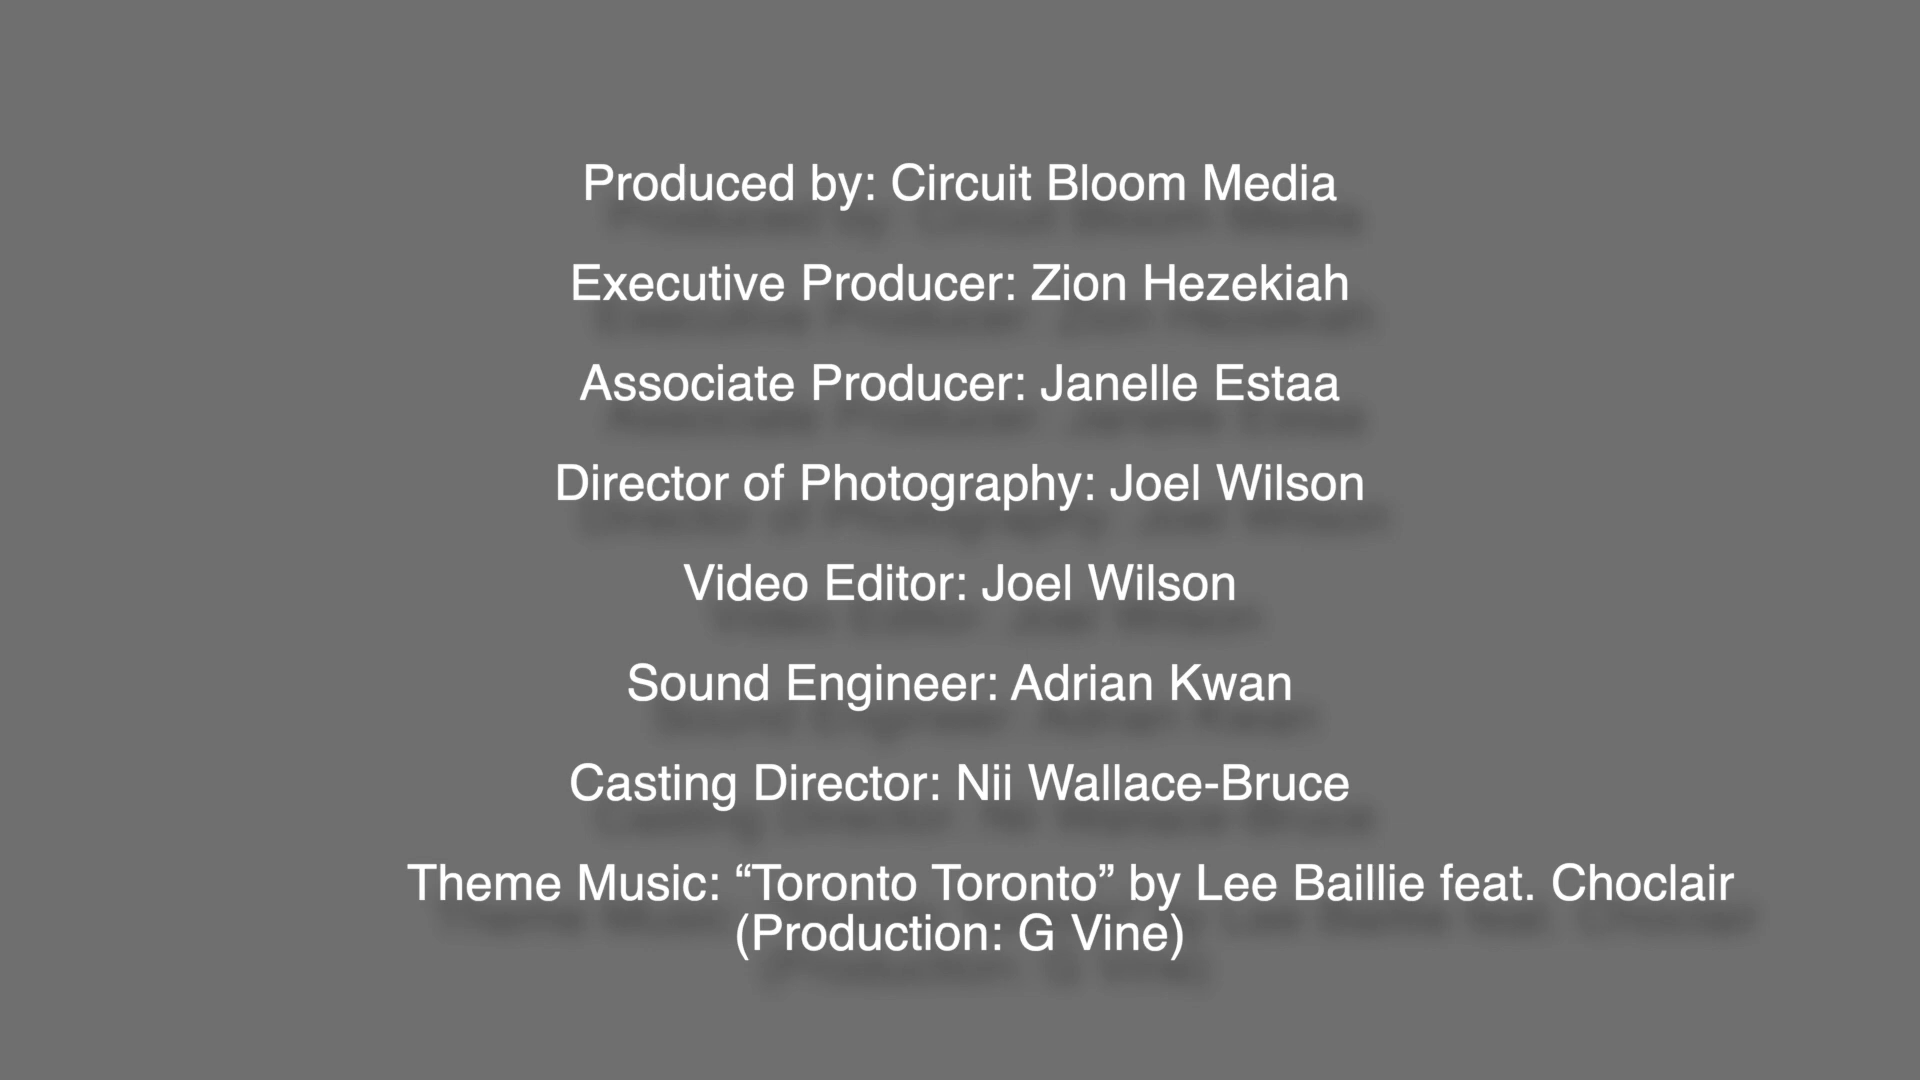 Produced by: Circuit Bloom Media
Executive Producer: Zion Hezekiah
Associate Producer: Janelle Estaa
Director of Photography: Joel Wilson
Video Editor: Joel Wilson
Sound Engineer: Adrian Kwan
Casting Director: Nii Wallace-Bruce
Theme Music: “Toronto Toronto” by Lee Baillie feat. Choclair
(Production: G Vine)